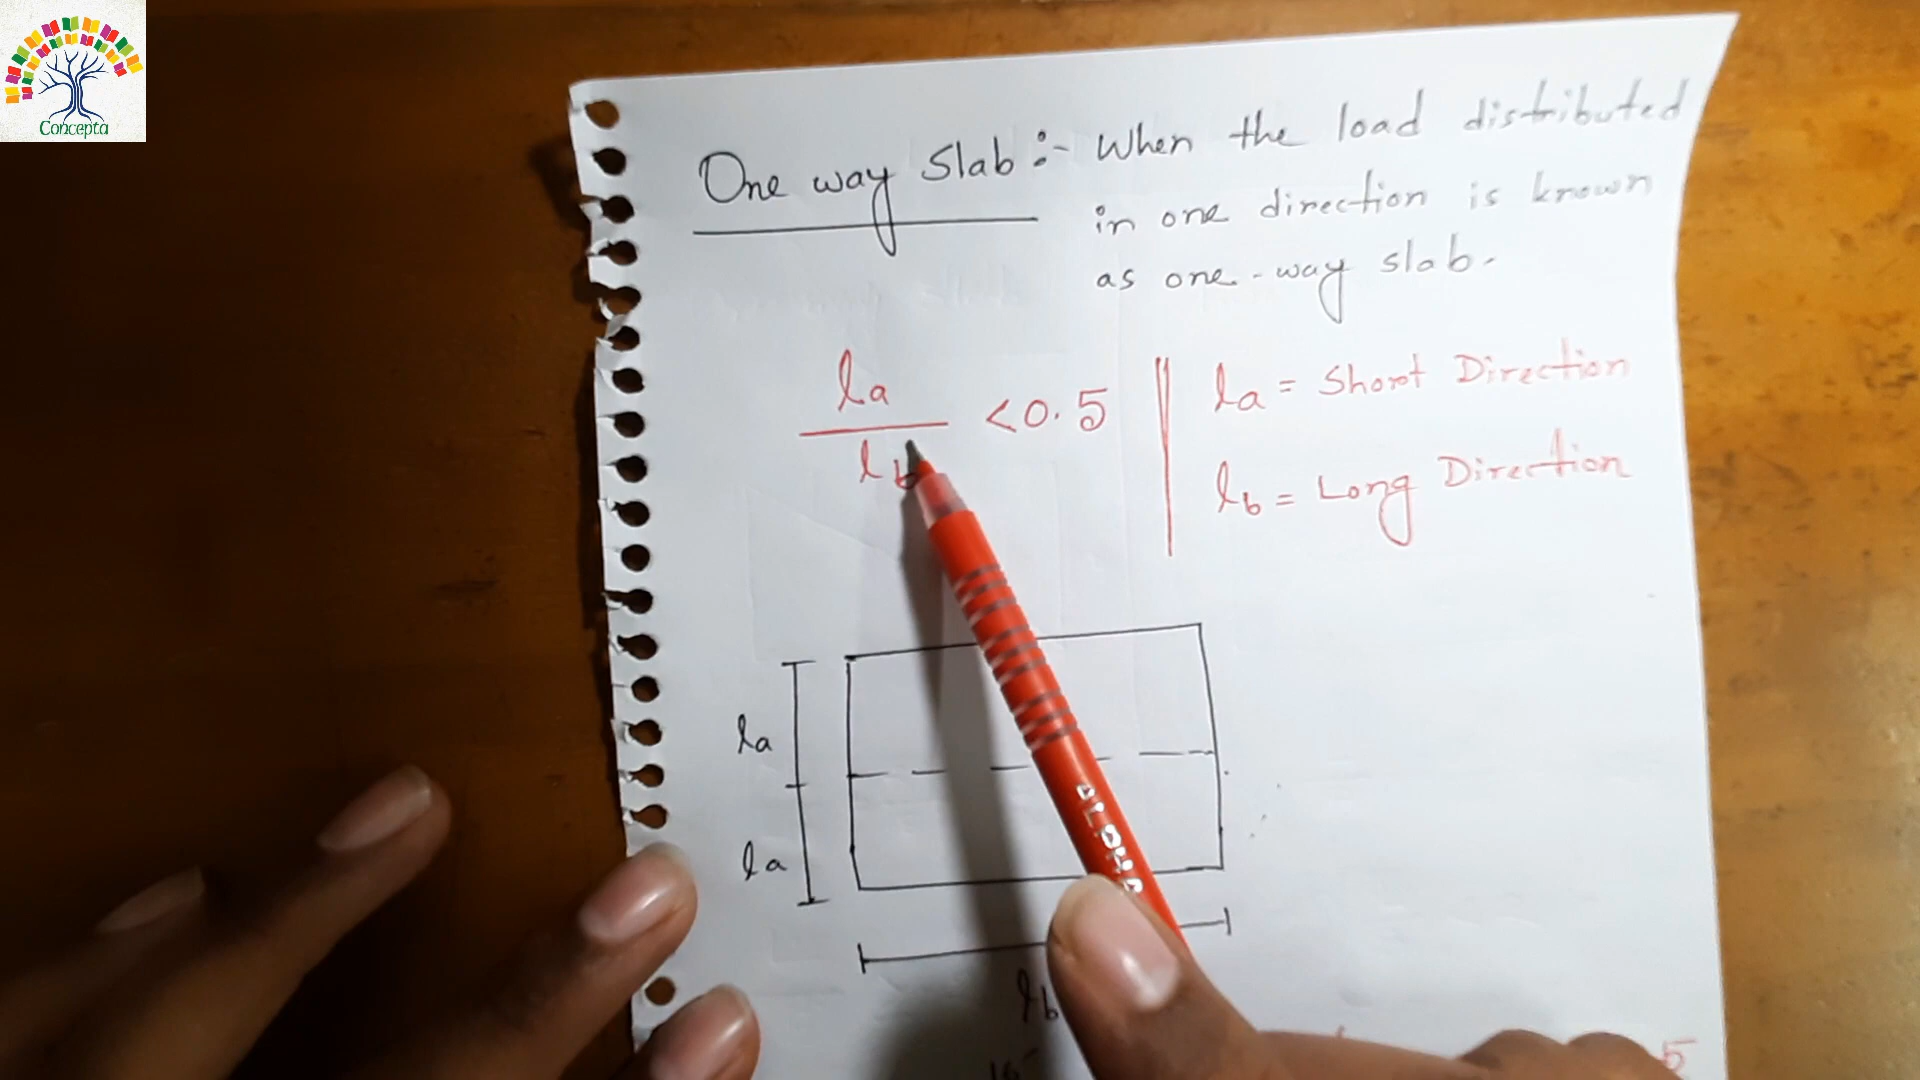 Concepta
One way Slab :- When the load distributed
in one direction is known
as one-way slab.
la
lb
< 0.5
la = Short Direction
lb = Long Direction
la
la
lb
ALPHA
5